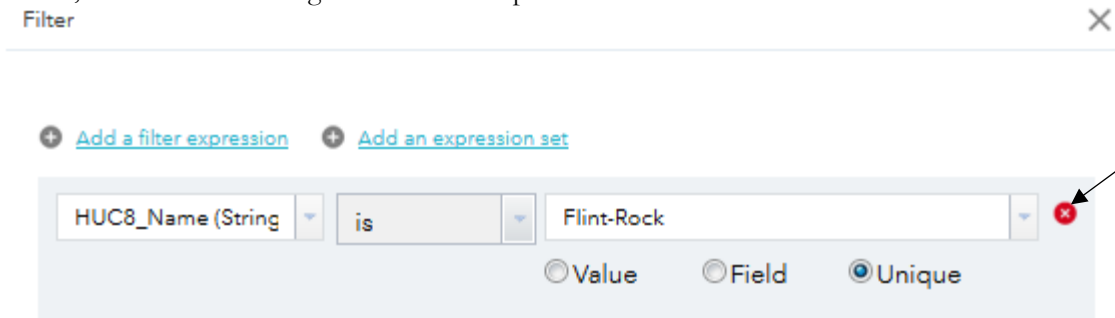 Filter
Add a filter expression Add an expression set
HUC8_Name (String is Flint-Rock
Value Field Unique